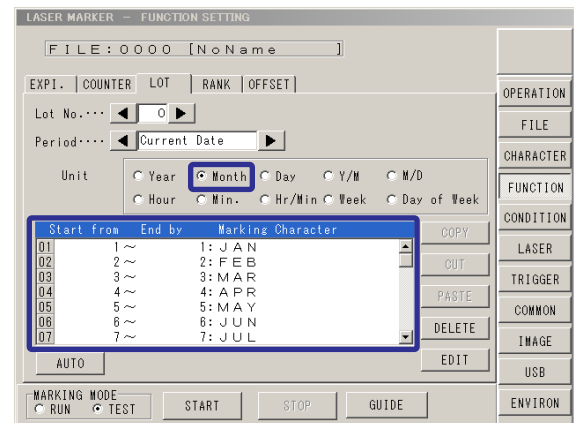 LASER MARKER － FUNCTION SETTING
FILE:0000 [NoName ]
EXPI. COUNTER LOT RANK OFFSET
Lot No.‥‥ 0
Period‥‥ Current Date
Unit Year Month Day Y/M M/D
Hour Min. Hr/Min Week Day of Week
Start from End by Marking Character
01 1～ 1:JAN
02 2～ 2:FEB
03 3～ 3:MAR
04 4～ 4:APR
05 5～ 5:MAY
06 6～ 6:JUN
07 7～ 7:JUL
COPY
CUT
PASTE
DELETE
EDIT
AUTO
MARKING MODE
RUN TEST START STOP GUIDE
OPERATION
FILE
CHARACTER
FUNCTION
CONDITION
LASER
TRIGGER
COMMON
IMAGE
USB
ENVIRON